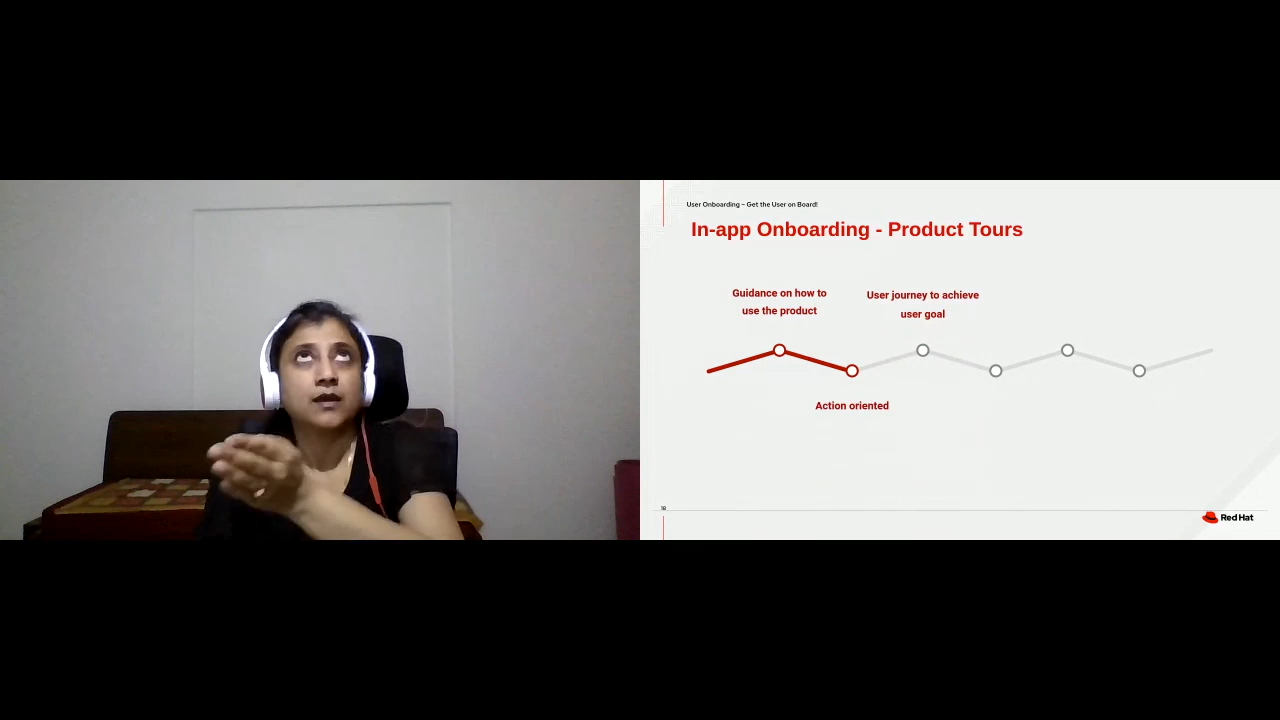 User Onboarding – Get the User on Board!
In-app Onboarding - Product Tours
Guidance on how to
use the product
User journey to achieve
user goal
Action oriented
18
Red Hat